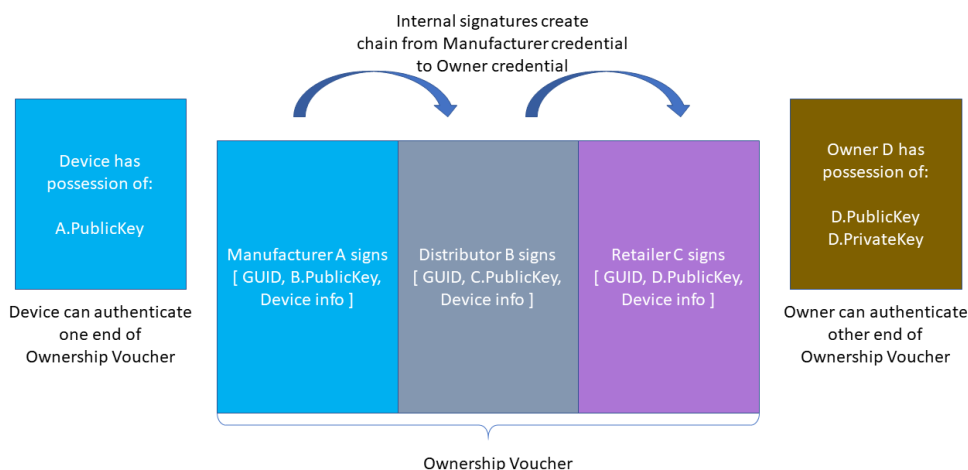 Internal signatures create
chain from Manufacturer credential
to Owner credential
Device has
possession of:
A.PublicKey
Device can authenticate
one end of
Ownership Voucher
Manufacturer A signs
[ GUID, B.PublicKey,
Device info ]
Distributor B signs
[ GUID, C.PublicKey,
Device info ]
Retailer C signs
[ GUID, D.PublicKey,
Device info ]
Owner D has
possession of:
D.PublicKey
D.PrivateKey
Owner can authenticate
other end of
Ownership Voucher
Ownership Voucher